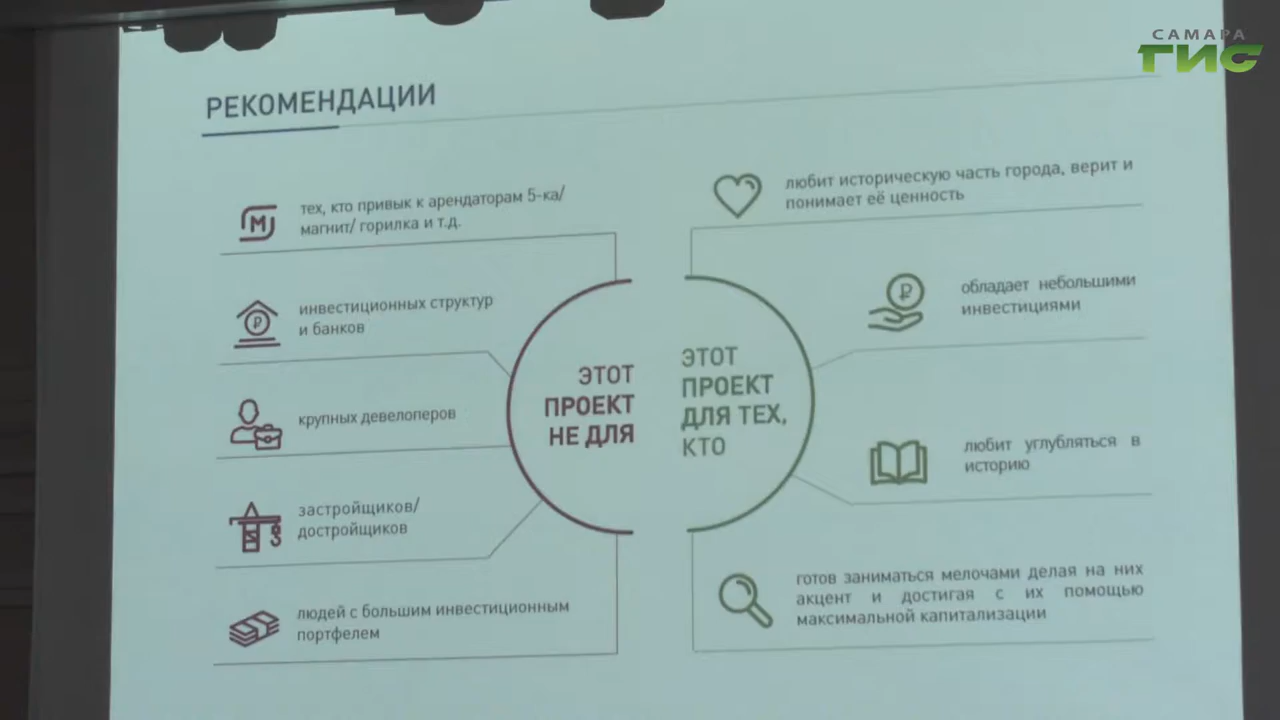 САМАРА
ГИС
РЕКОМЕНДАЦИИ
тех, кто привык к арендаторам 5-ка/
магнит/ горилка и т.д.
инвестиционных структур
и банков
крупных девелоперов
застройщиков/
достройщиков
людей с большим инвестиционным
портфелем
ЭТОТ
ПРОЕКТ
НЕ ДЛЯ
ЭТОТ
ПРОЕКТ
ДЛЯ ТЕХ,
КТО
любит историческую часть города, верит и
понимает её ценность
обладает небольшими
инвестициями
любит углубляться в
историю
готов заниматься мелочами делая на них
акцент и достигая с их помощью
максимальной капитализации